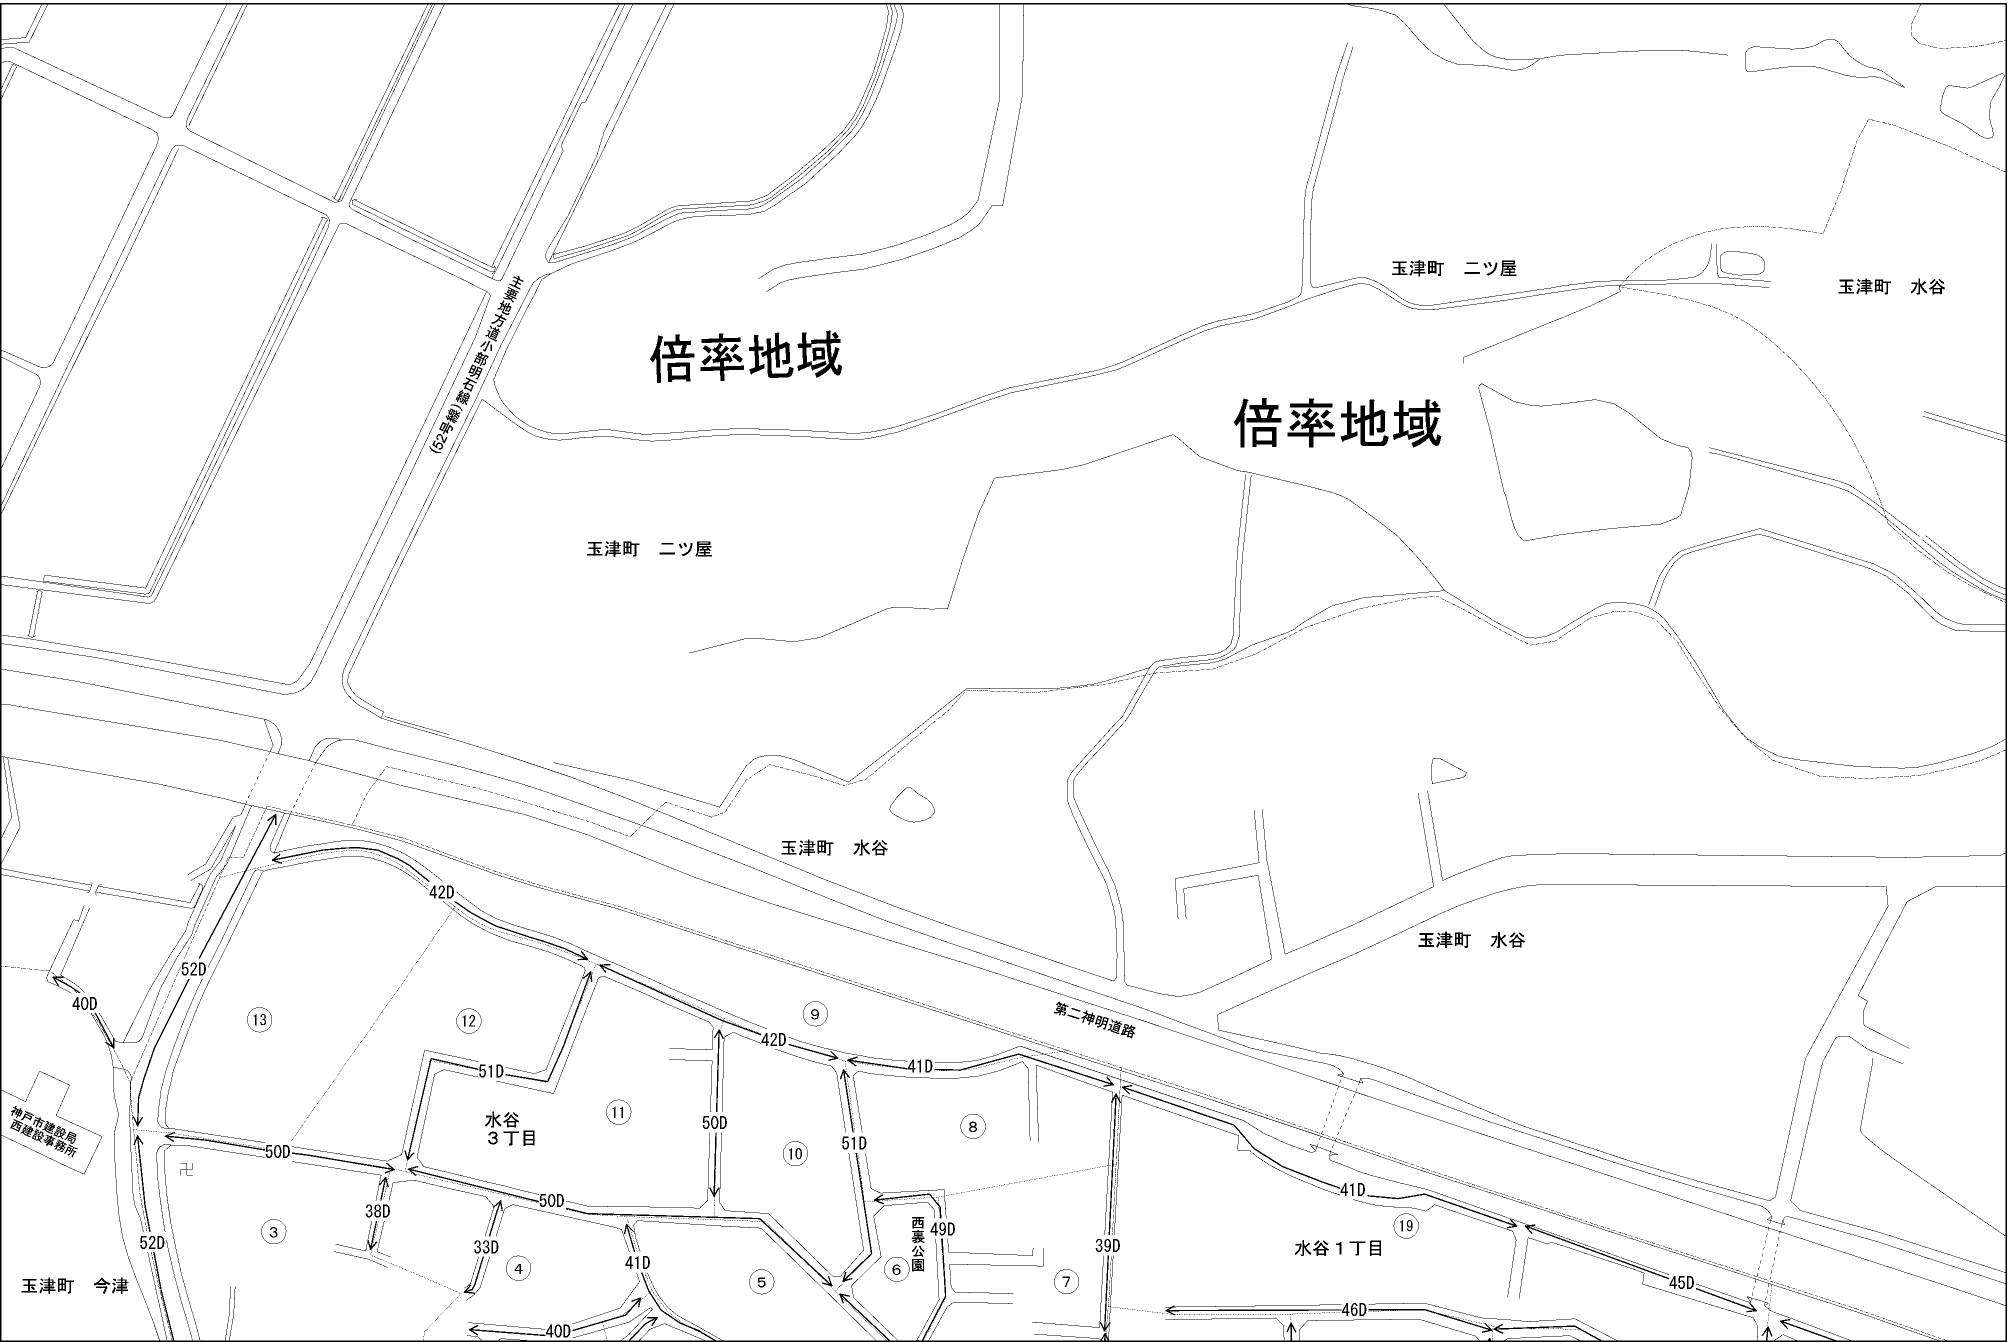 玉津町　二ツ屋
玉津町　水谷
主要地方道小部明石線
(52号線)
倍率地域
倍率地域
玉津町　二ツ屋
玉津町　水谷
玉津町　水谷
第二神明道路
42D
52D
40D
13
12
9
42D
41D
51D
11
50D
水谷
３丁目
51D
8
10
神戸市建設局
西建設事務所
50D
卍
50D
41D
38D
3
33D
4
41D
5
西裏公園
49D
6
39D
7
19
水谷１丁目
52D
玉津町　今津
45D
46D
40D